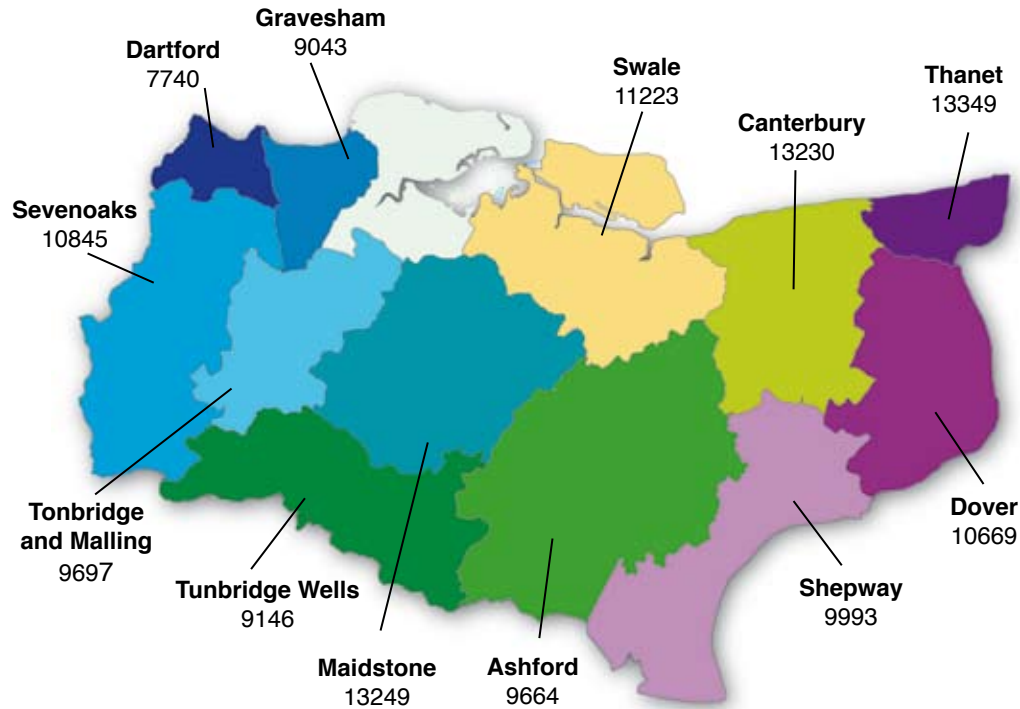 Gravesham
9043
Dartford
7740
Swale
11223
Thanet
13349
Canterbury
13230
Sevenoaks
10845
Tonbridge
and Malling
9697
Dover
10669
Tunbridge Wells
9146
Shepway
9993
Maidstone
13249
Ashford
9664